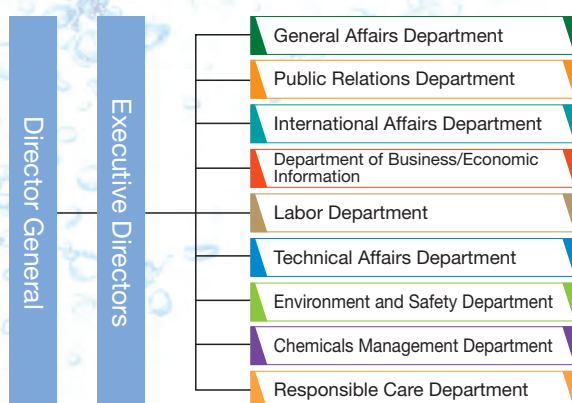 Director General
Executive Directors
General Affairs Department
Public Relations Department
International Affairs Department
Department of Business/Economic
Information
Labor Department
Technical Affairs Department
Environment and Safety Department
Chemicals Management Department
Responsible Care Department